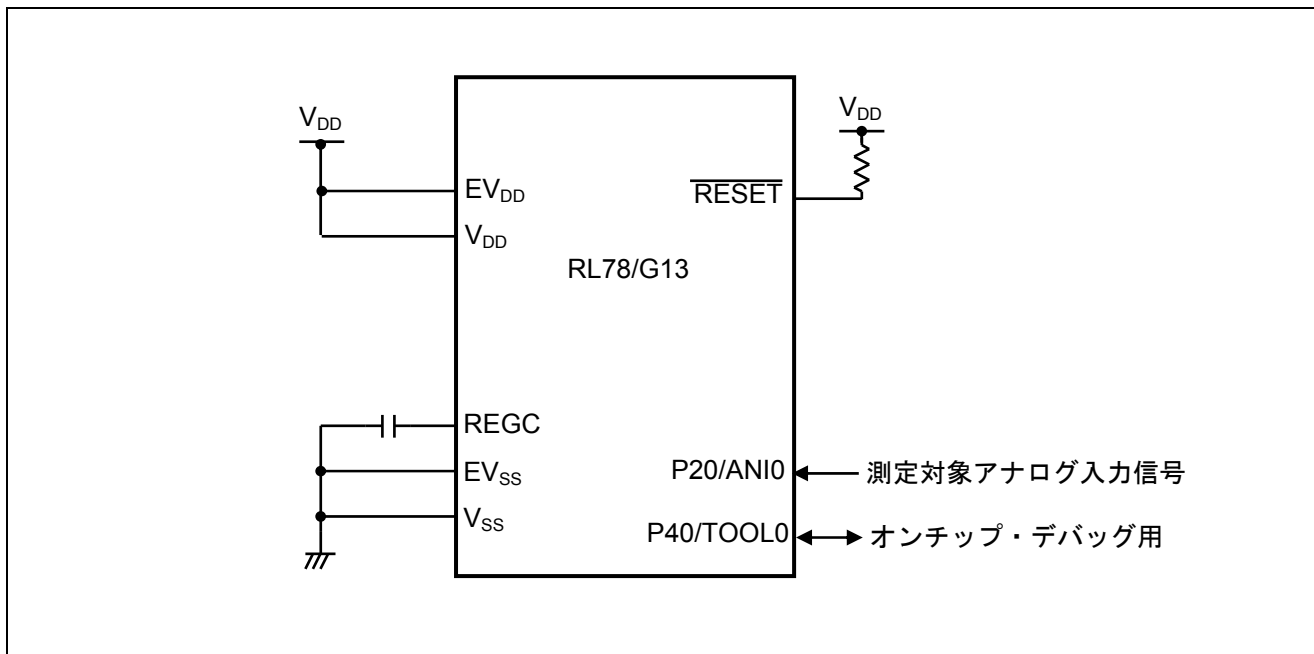 VDD
VDD
EVDD
RESET
VDD
RL78/G13
REGC
EVSS
P20/ANI0
測定対象アナログ入力信号
VSS
P40/TOOL0
オンチップ・デバッグ用